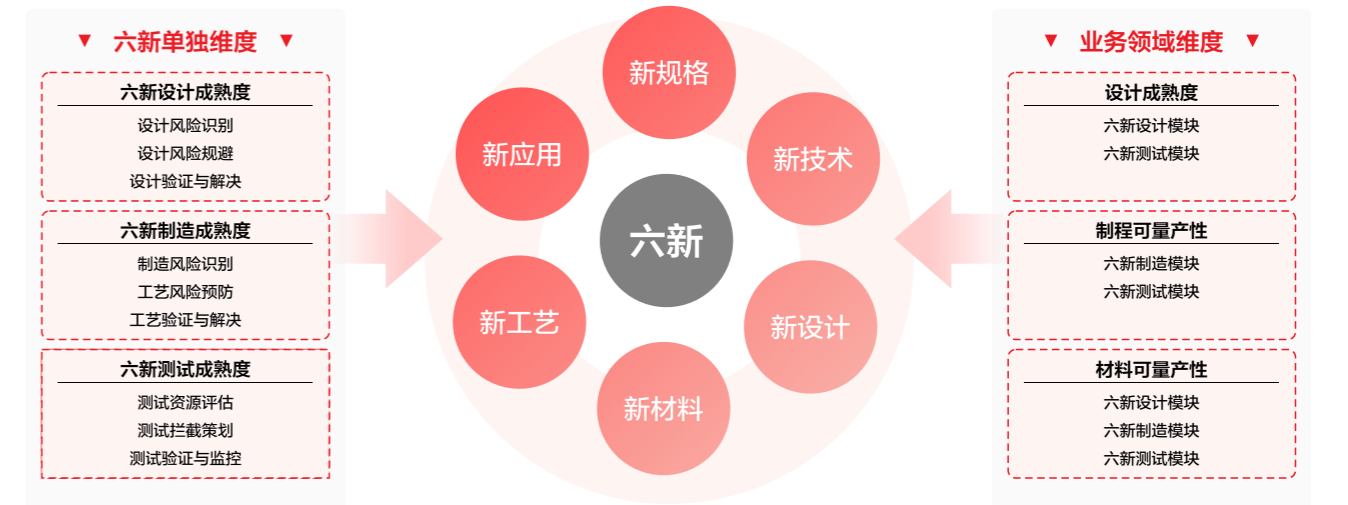 六新单独维度
六新设计成熟度
设计风险识别
设计风险规避
设计验证与解决
六新制造成熟度
制造风险识别
工艺风险预防
工艺验证与解决
六新测试成熟度
测试资源评估
测试拦截策划
测试验证与监控
新规格
新应用
新技术
六新
新工艺
新设计
新材料
业务领域维度
设计成熟度
六新设计模块
六新测试模块
制程可量产性
六新制造模块
六新测试模块
材料可量产性
六新设计模块
六新制造模块
六新测试模块